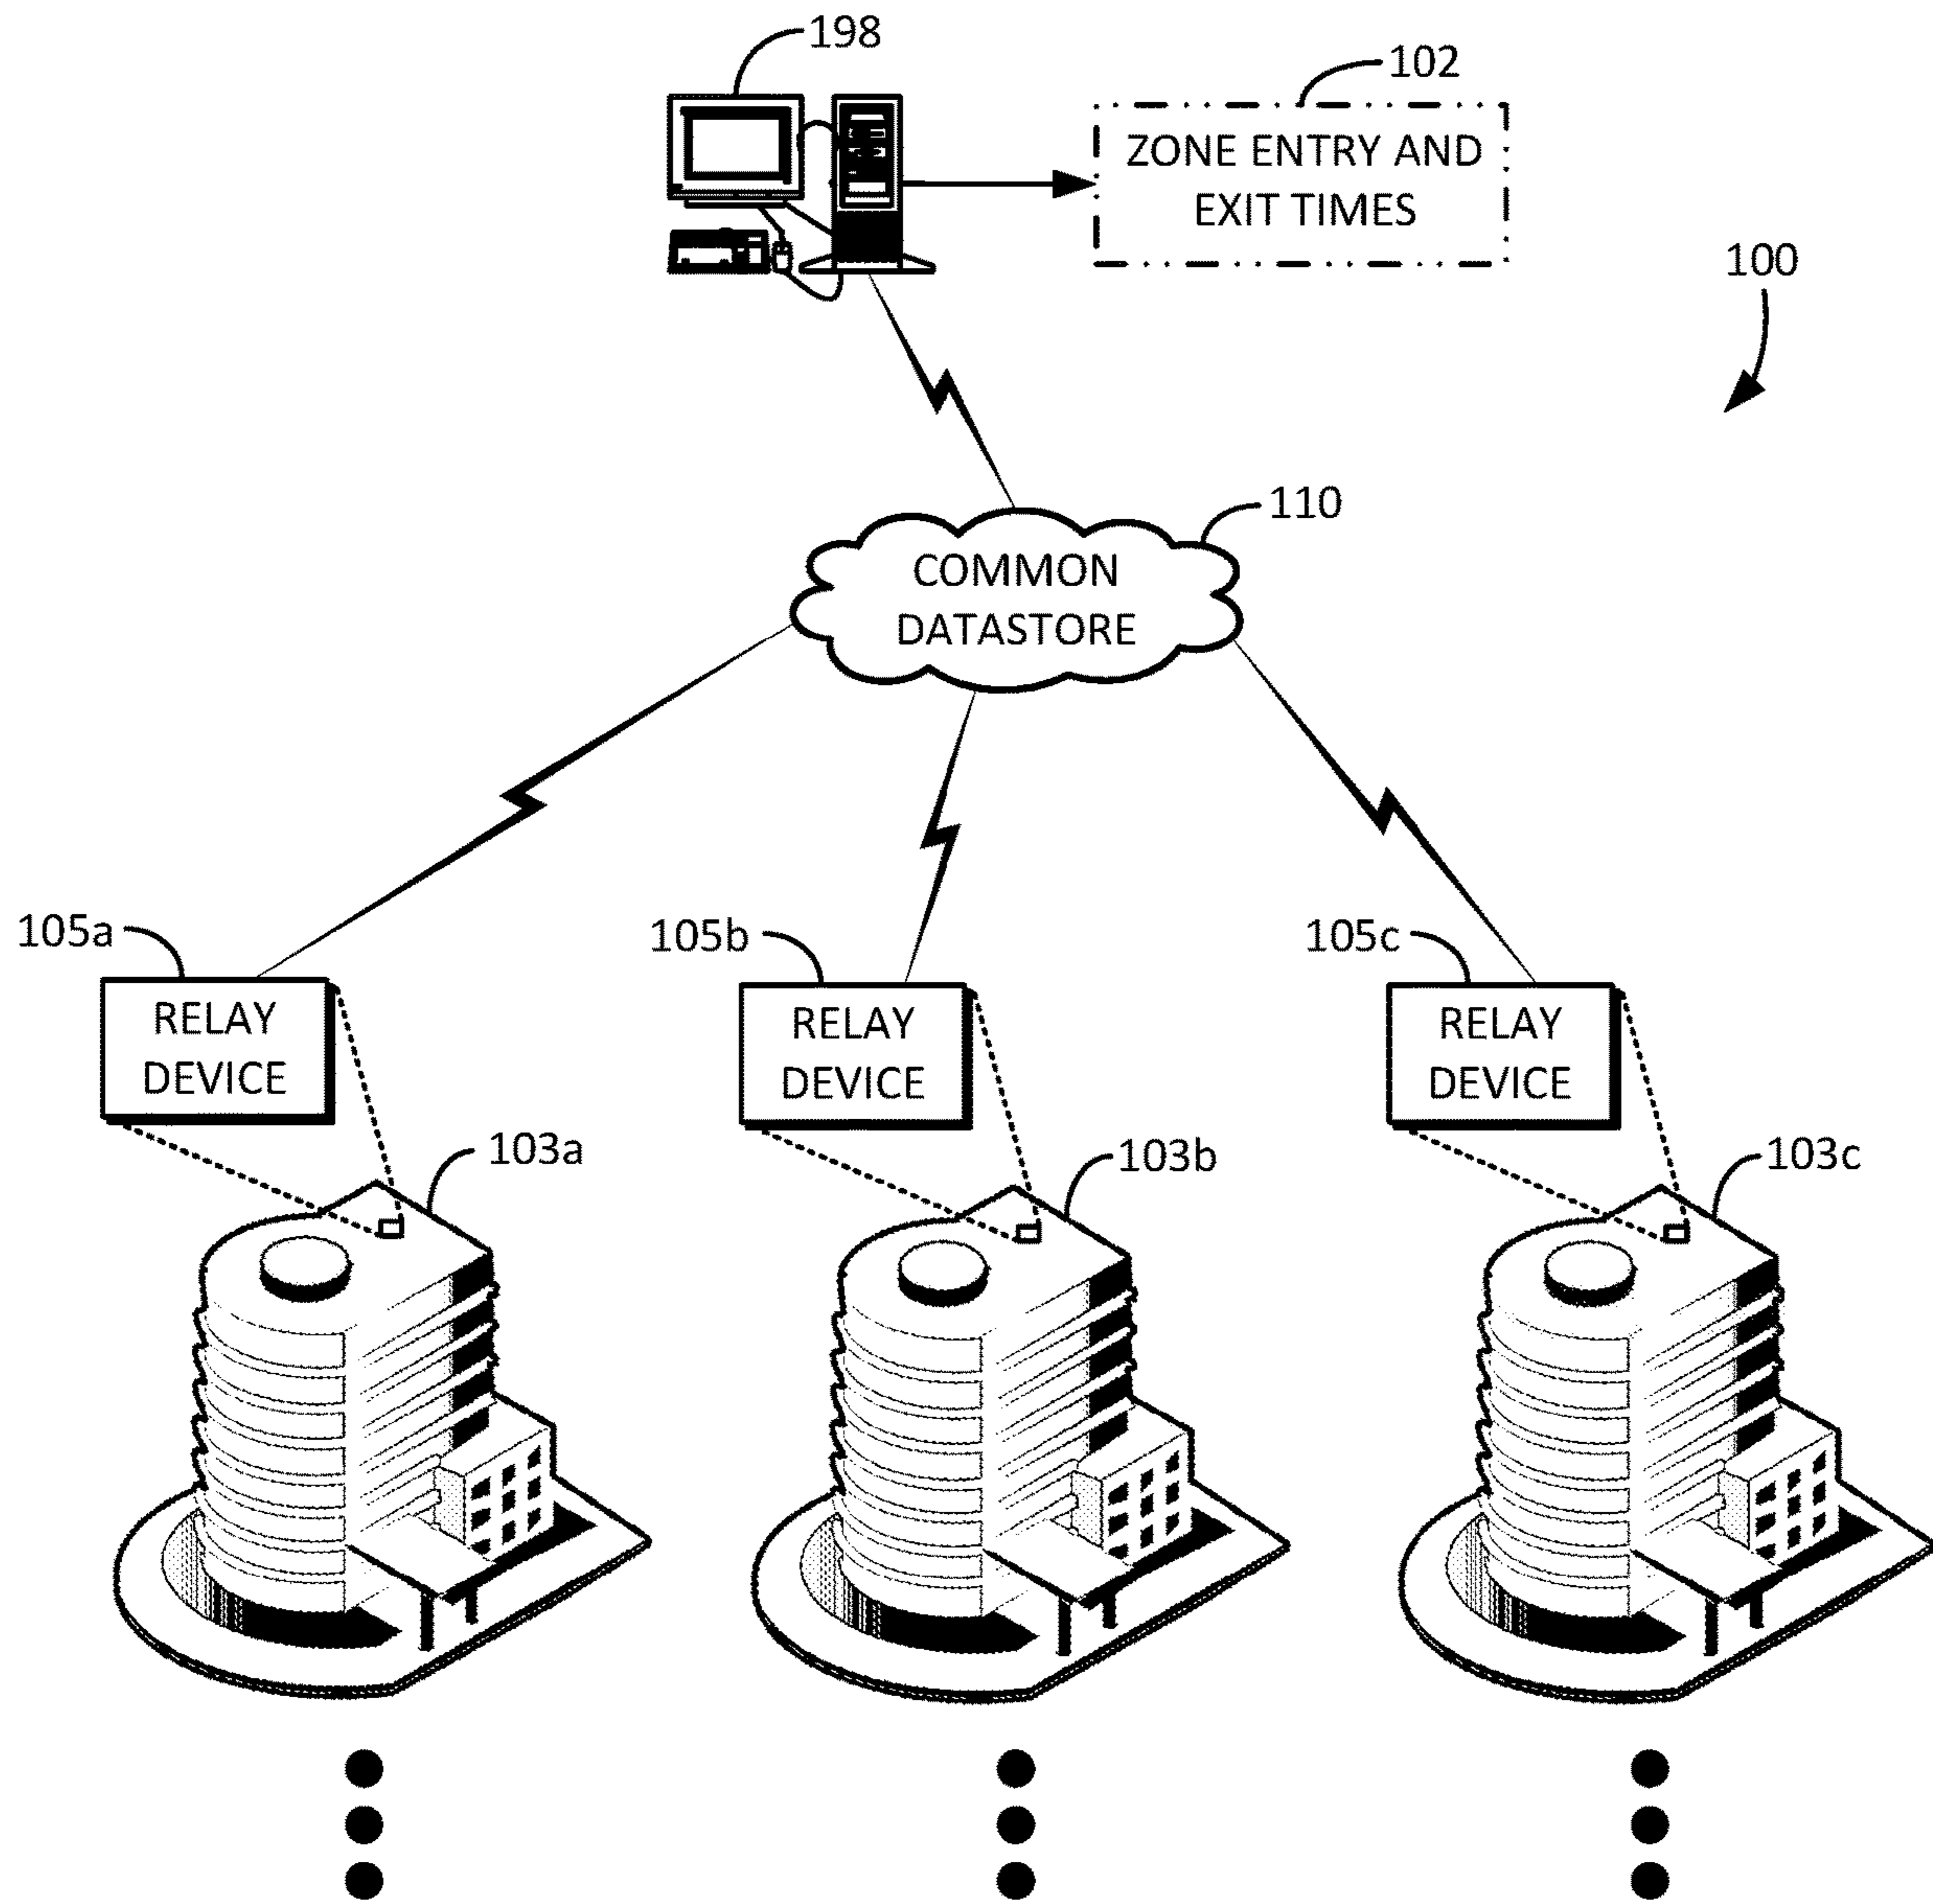 198
102
ZONE ENTRY AND
EXIT TIMES
100
110
COMMON
DATASTORE
105a
105b
105c
RELAY
DEVICE
RELAY
DEVICE
RELAY
DEVICE
103a
103b
103c